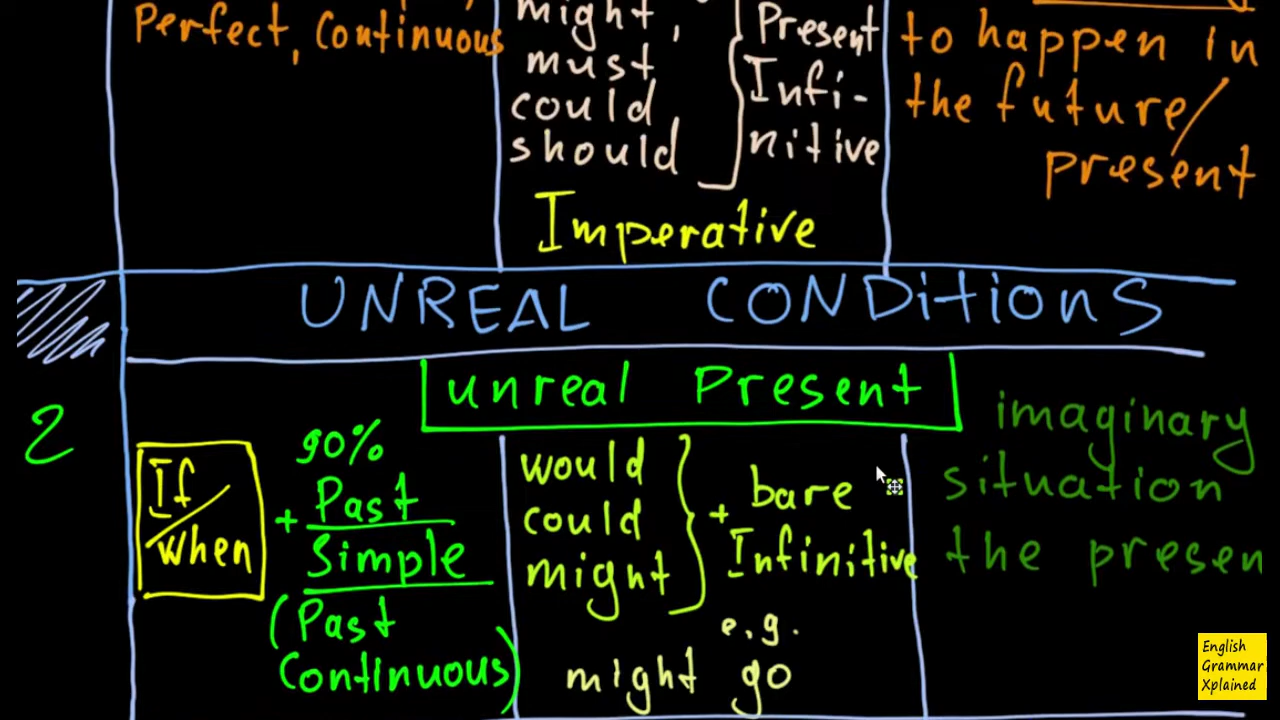 Perfect, Continuous
might,
must,
could,
should
Present
Infi-
nitive
Imperative
to happen in
the future/
present
UNREAL CONDitionS
2
unreal Present
If/
when
90%
+ Past
Simple
(Past
Continuous)
would
could
might
+ bare
Infinitive
e.g.
might go
imaginary
situation
the presen
English
Grammar
Xplained